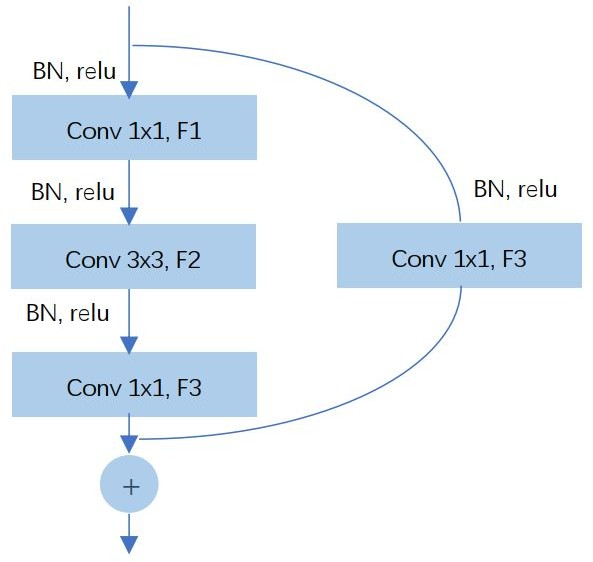 BN, relu
Conv 1x1, F1
BN, relu
Conv 3x3, F2
BN, relu
Conv 1x1, F3
+
BN, relu
Conv 1x1, F3